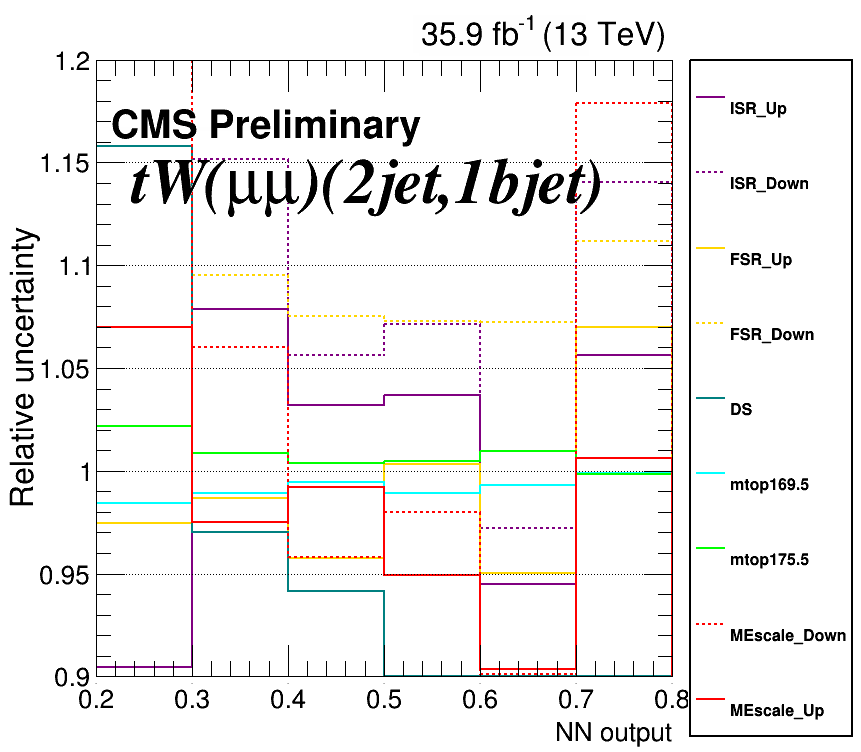 35.9 fb-1 (13 TeV)
CMS Preliminary
tW(μμ)(2jet,1bjet)
Relative uncertainty
1.2
1.15
1.1
1.05
1
0.95
0.9
0.2 0.3 0.4 0.5 0.6 0.7 0.8
NN output
ISR_Up
ISR_Down
FSR_Up
FSR_Down
DS
mtop169.5
mtop175.5
MEscale_Down
MEscale_Up